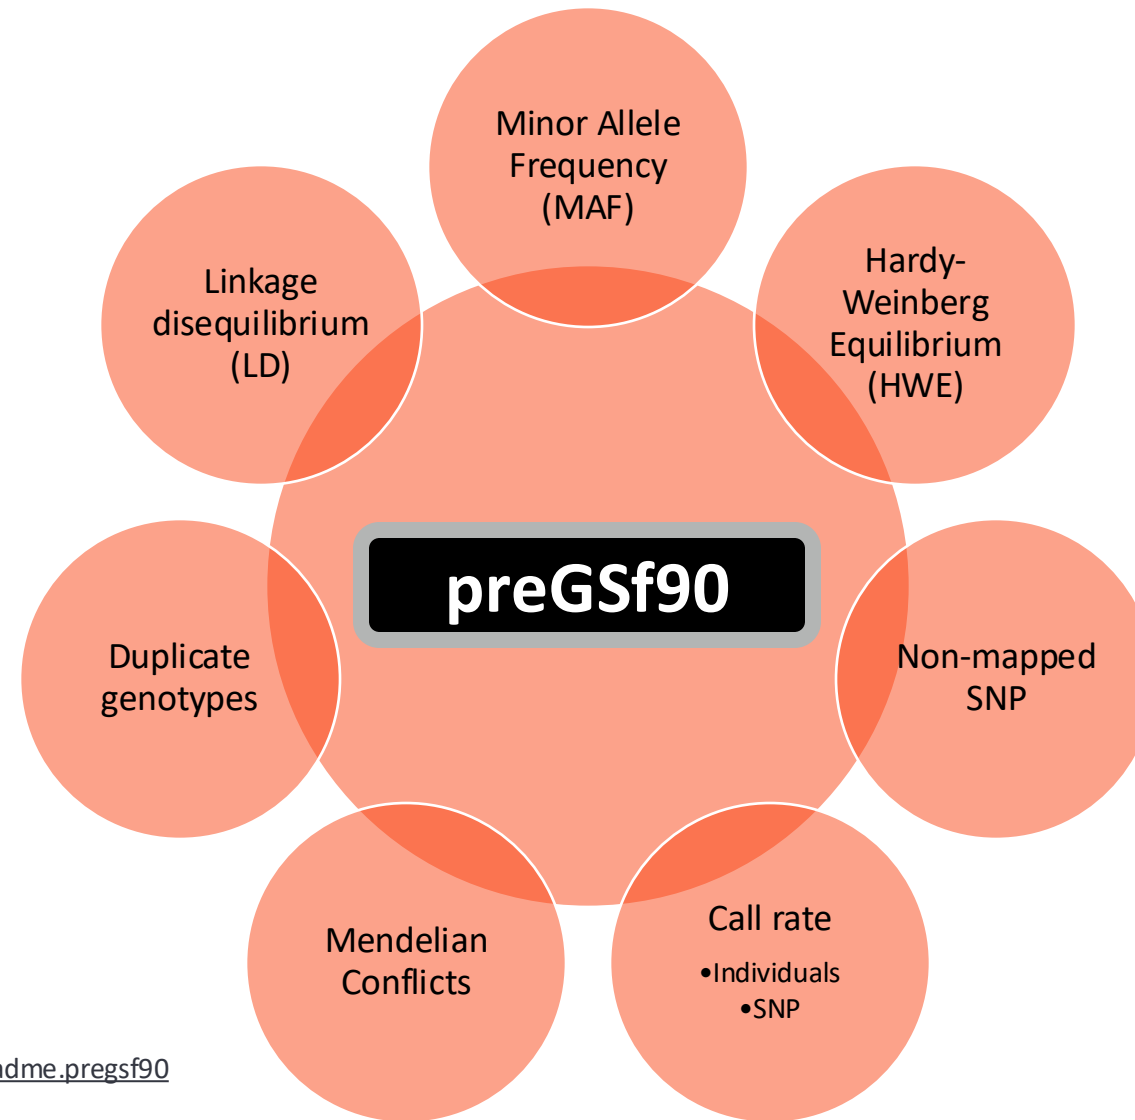 Minor Allele
Frequency
(MAF)
Hardy-
Weinberg
Equilibrium
(HWE)
Non-mapped
SNP
Call rate
•Individuals
•SNP
Mendelian
Conflicts
Duplicate
genotypes
Linkage
disequilibrium
(LD)
preGSf90
dme.pregsf90